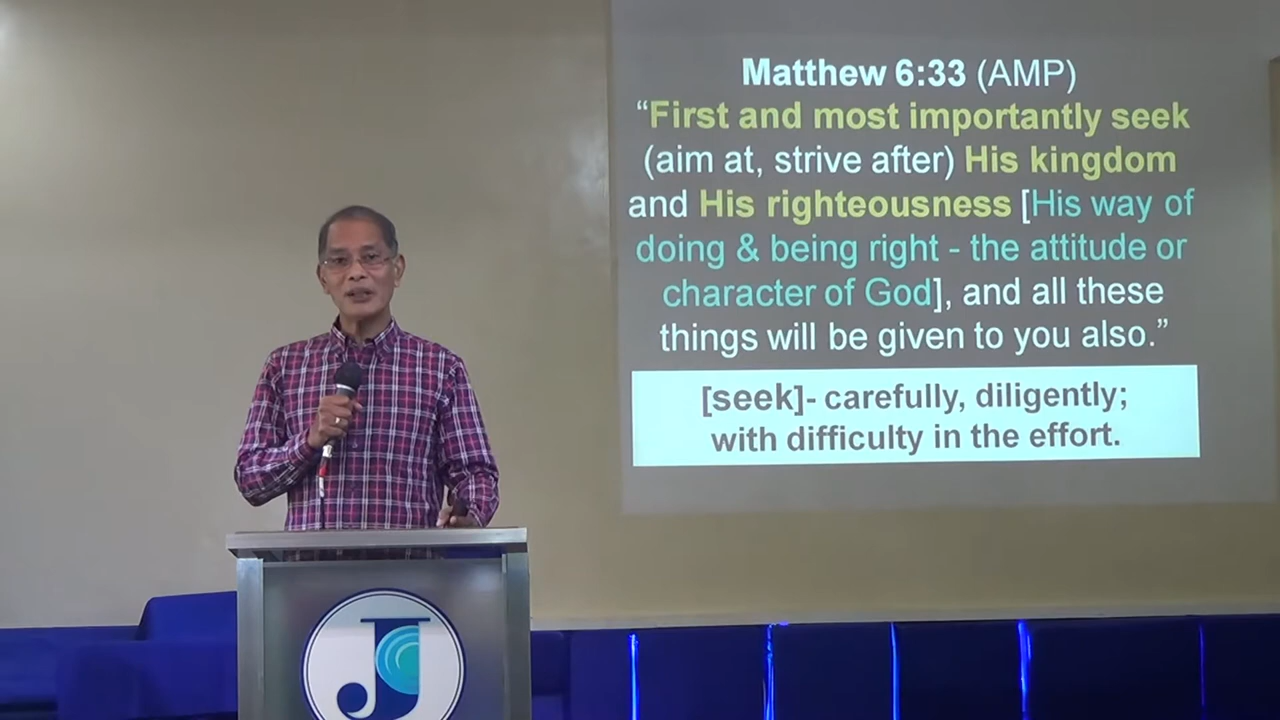 Matthew 6:33 (AMP)
“First and most importantly seek
(aim at, strive after) His kingdom
and His righteousness [His way of
doing & being right - the attitude or
character of God], and all these
things will be given to you also.”
[seek]- carefully, diligently;
with difficulty in the effort.
J